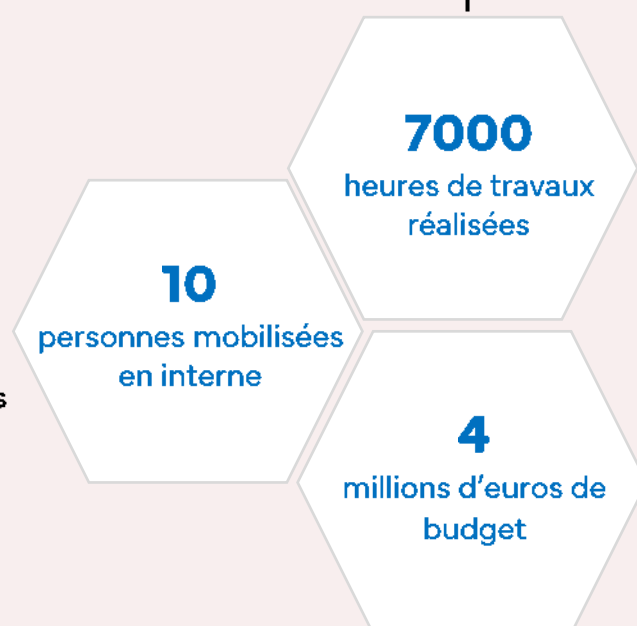 7000
heures de travaux
réalisées
10
personnes mobilisées
en interne
4
millions d'euros de
budget